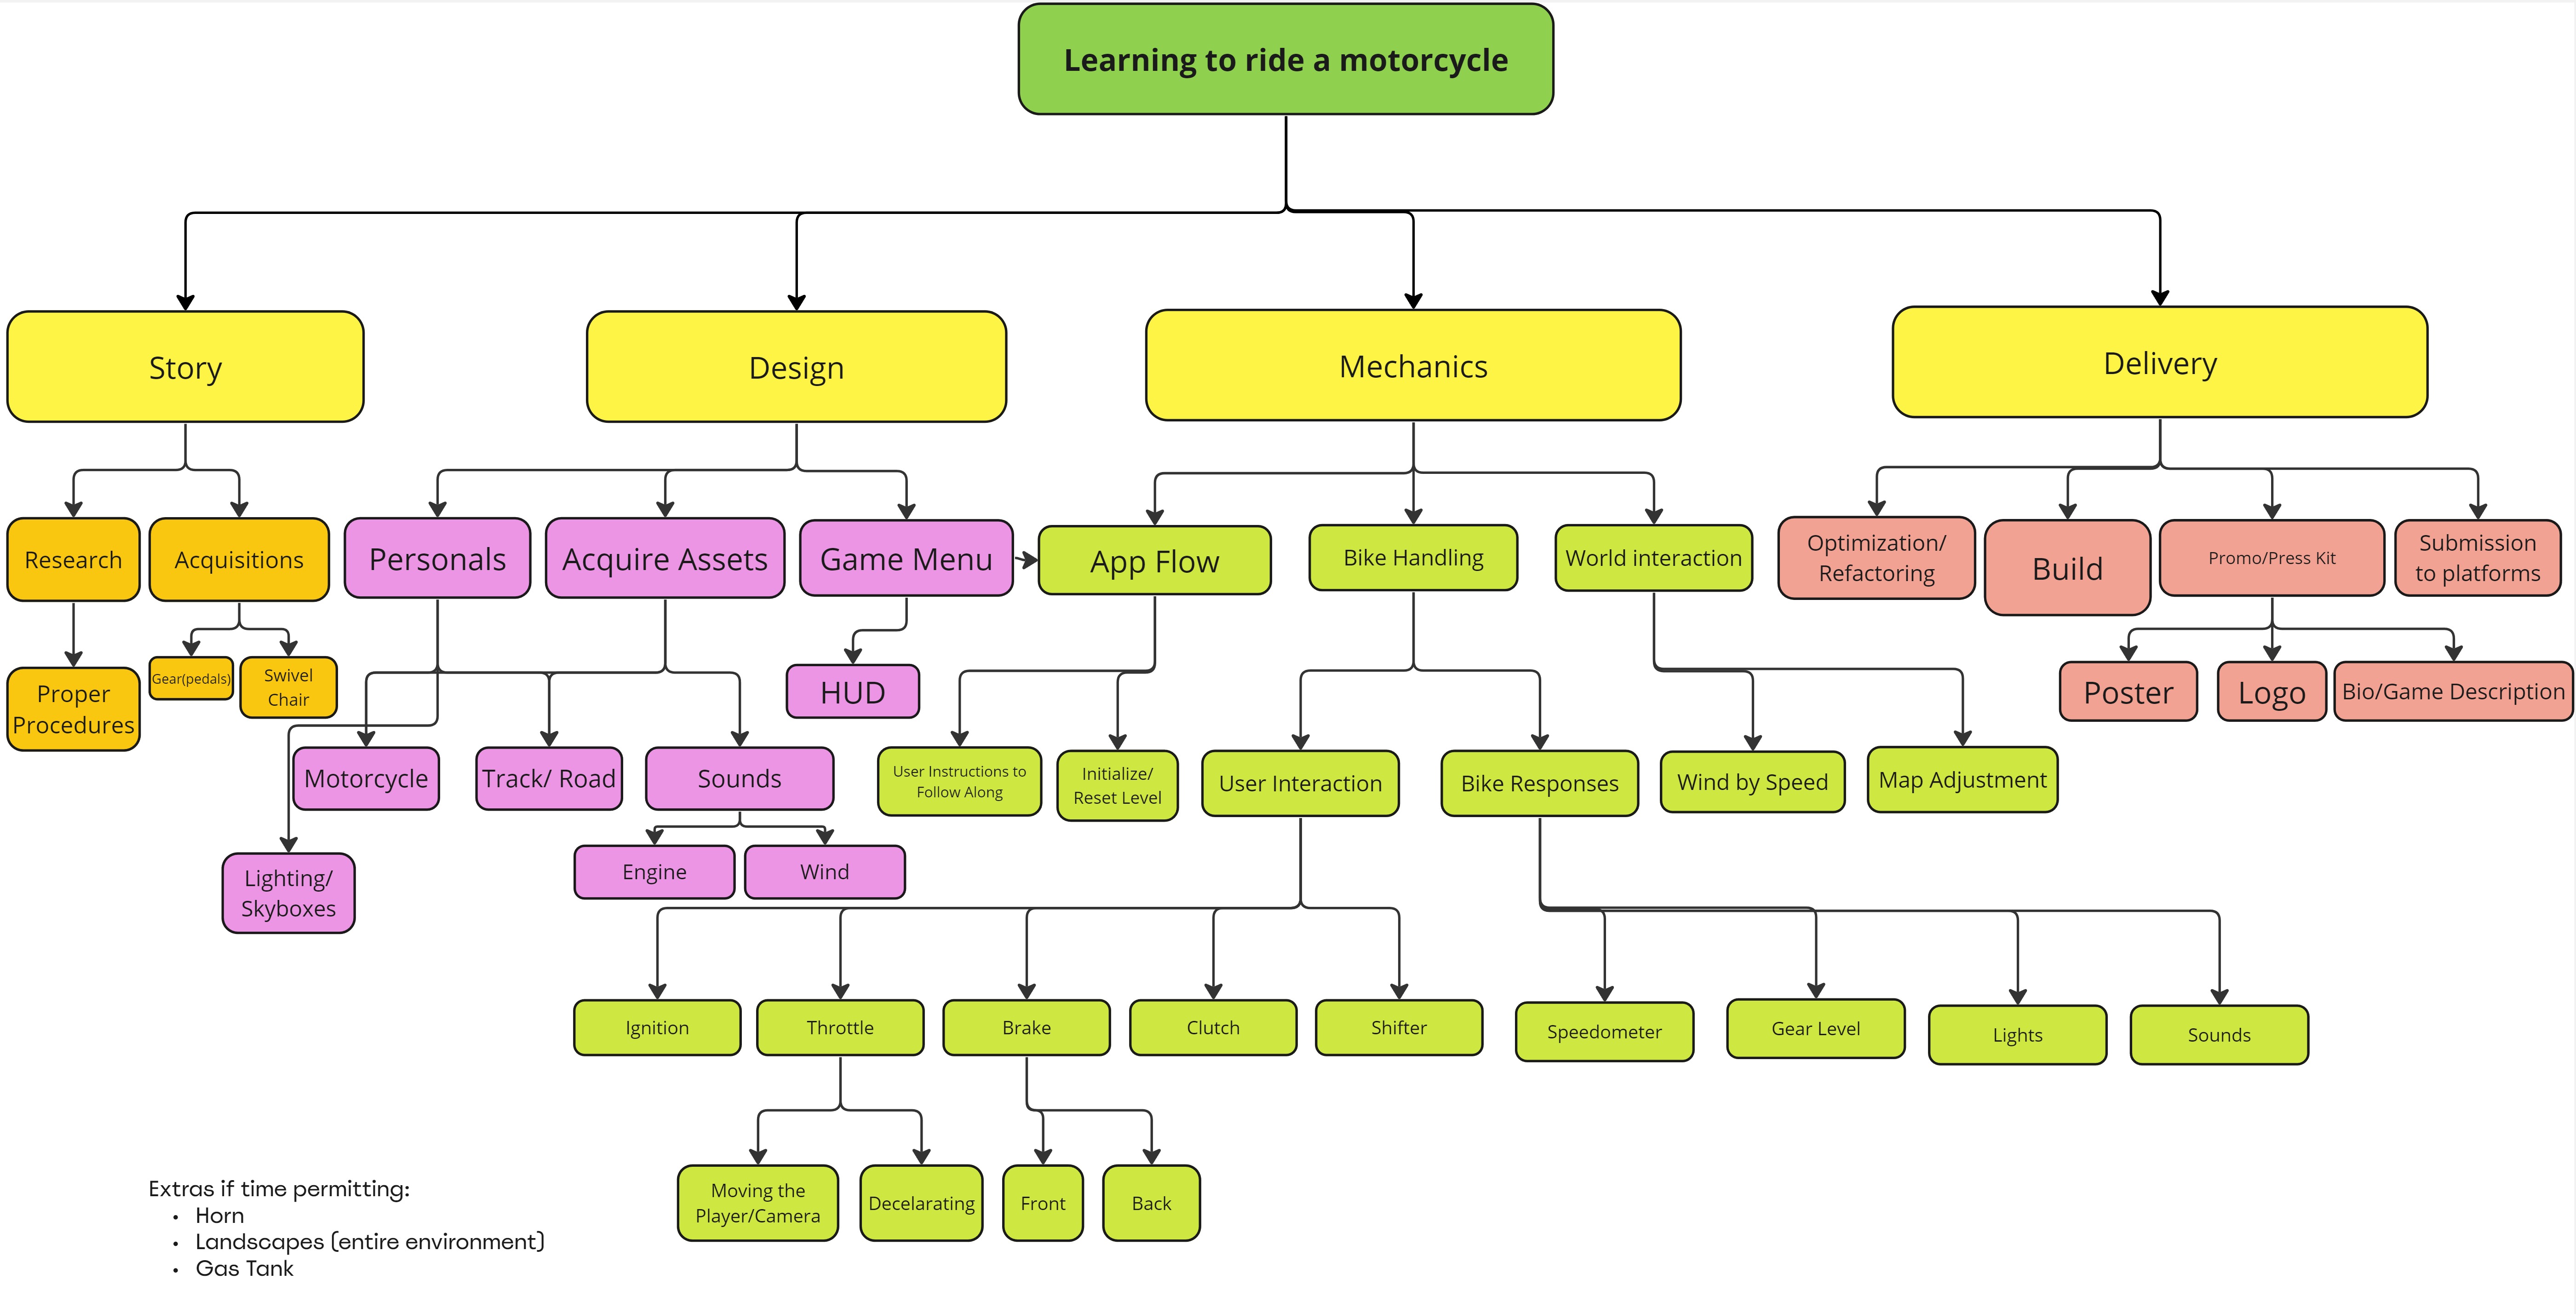 Learning to ride a motorcycle
Story
Design
Mechanics
Delivery
Research
Acquisitions
Personals
Acquire Assets
Game Menu
App Flow
Bike Handling
World interaction
Optimization/
Refactoring
Build
Promo/Press Kit
Submission
to platforms
Proper
Procedures
Gear(pedals)
Swivel
Chair
HUD
Poster
Logo
Bio/Game Description
Motorcycle
Track/ Road
Sounds
User Instructions to
Follow Along
Initialize/
Reset Level
User Interaction
Bike Responses
Wind by Speed
Map Adjustment
Lighting/
Skyboxes
Engine
Wind
Ignition
Throttle
Brake
Clutch
Shifter
Speedometer
Gear Level
Lights
Sounds
Moving the
Player/Camera
Decelarating
Front
Back
Extras if time permitting:
• Horn
• Landscapes (entire environment)
• Gas Tank